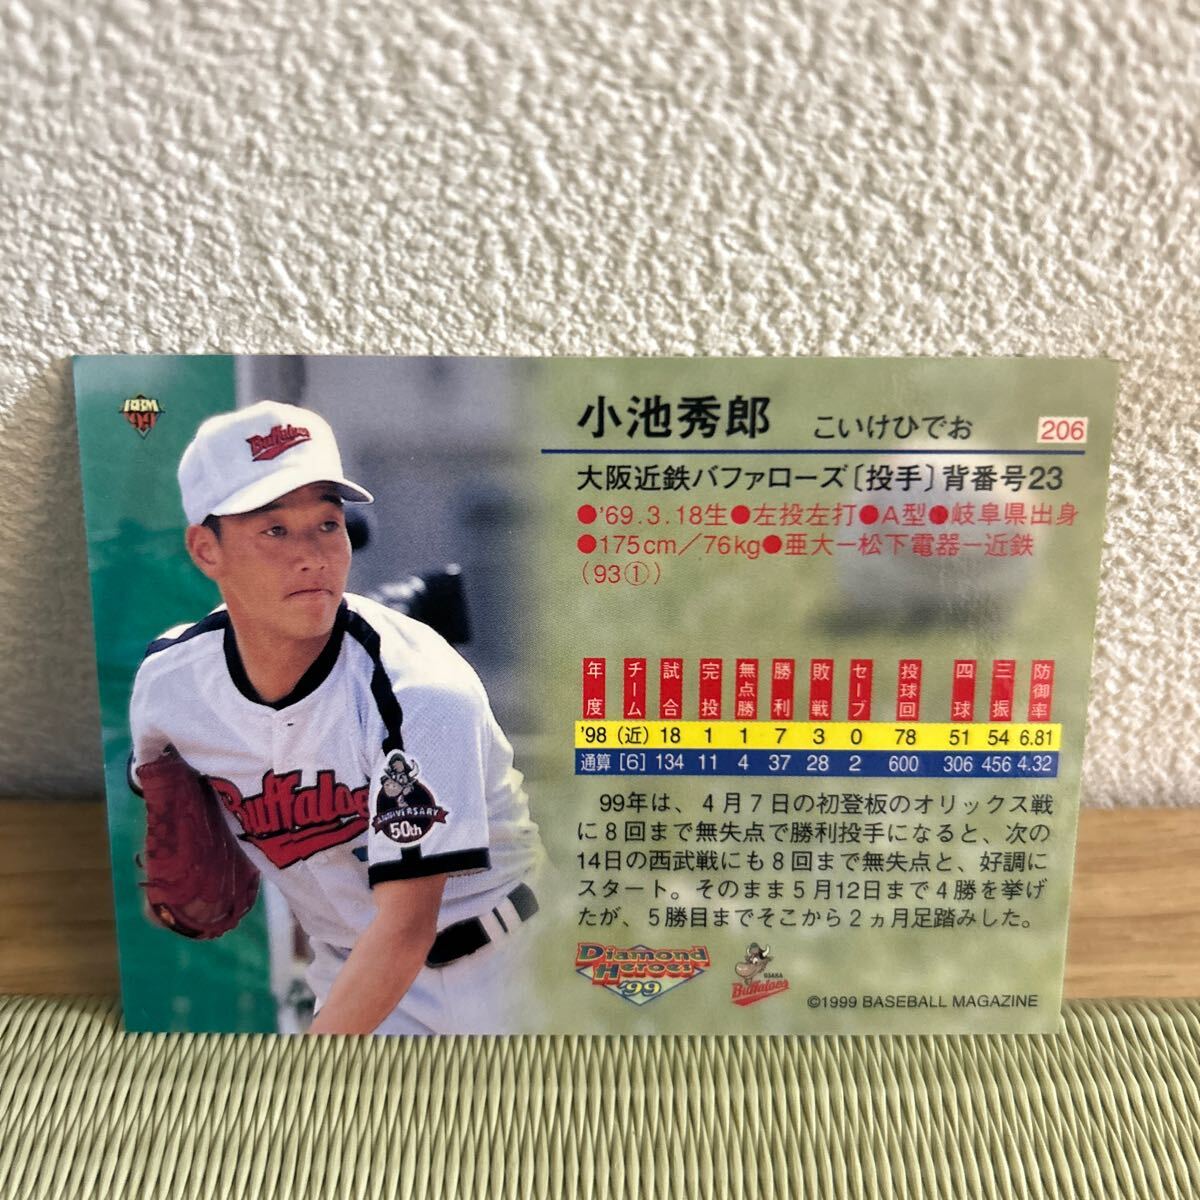 BBM
99
Buffaloes
Buffaloes
ANNIVERSARY
50th
小池秀郎 こいけひでお 206
大阪近鉄バファローズ〔投手〕背番号23
●'69.3.18生●左投左打●A型●岐阜県出身
●175cm／76kg●亜大－松下電器－近鉄
（93①）
年度 チーム 試合 完投 無点勝 勝利 敗戦 セーブ 投球回 四球 三振 防御率
'98 （近） 18 1 1 7 3 0 78 51 54 6.81
通算 [6] 134 11 4 37 28 2 600 306 456 4.32
99年は、4月7日の初登板のオリックス戦
に8回まで無失点で勝利投手になると、次の
14日の西武戦にも8回まで無失点と、好調に
スタート。そのまま5月12日まで4勝を挙げ
たが、5勝目までそこから2ヵ月足踏みした。
Diamond
Heroes
'99
OSAKA
Buffaloes
©1999 BASEBALL MAGAZINE